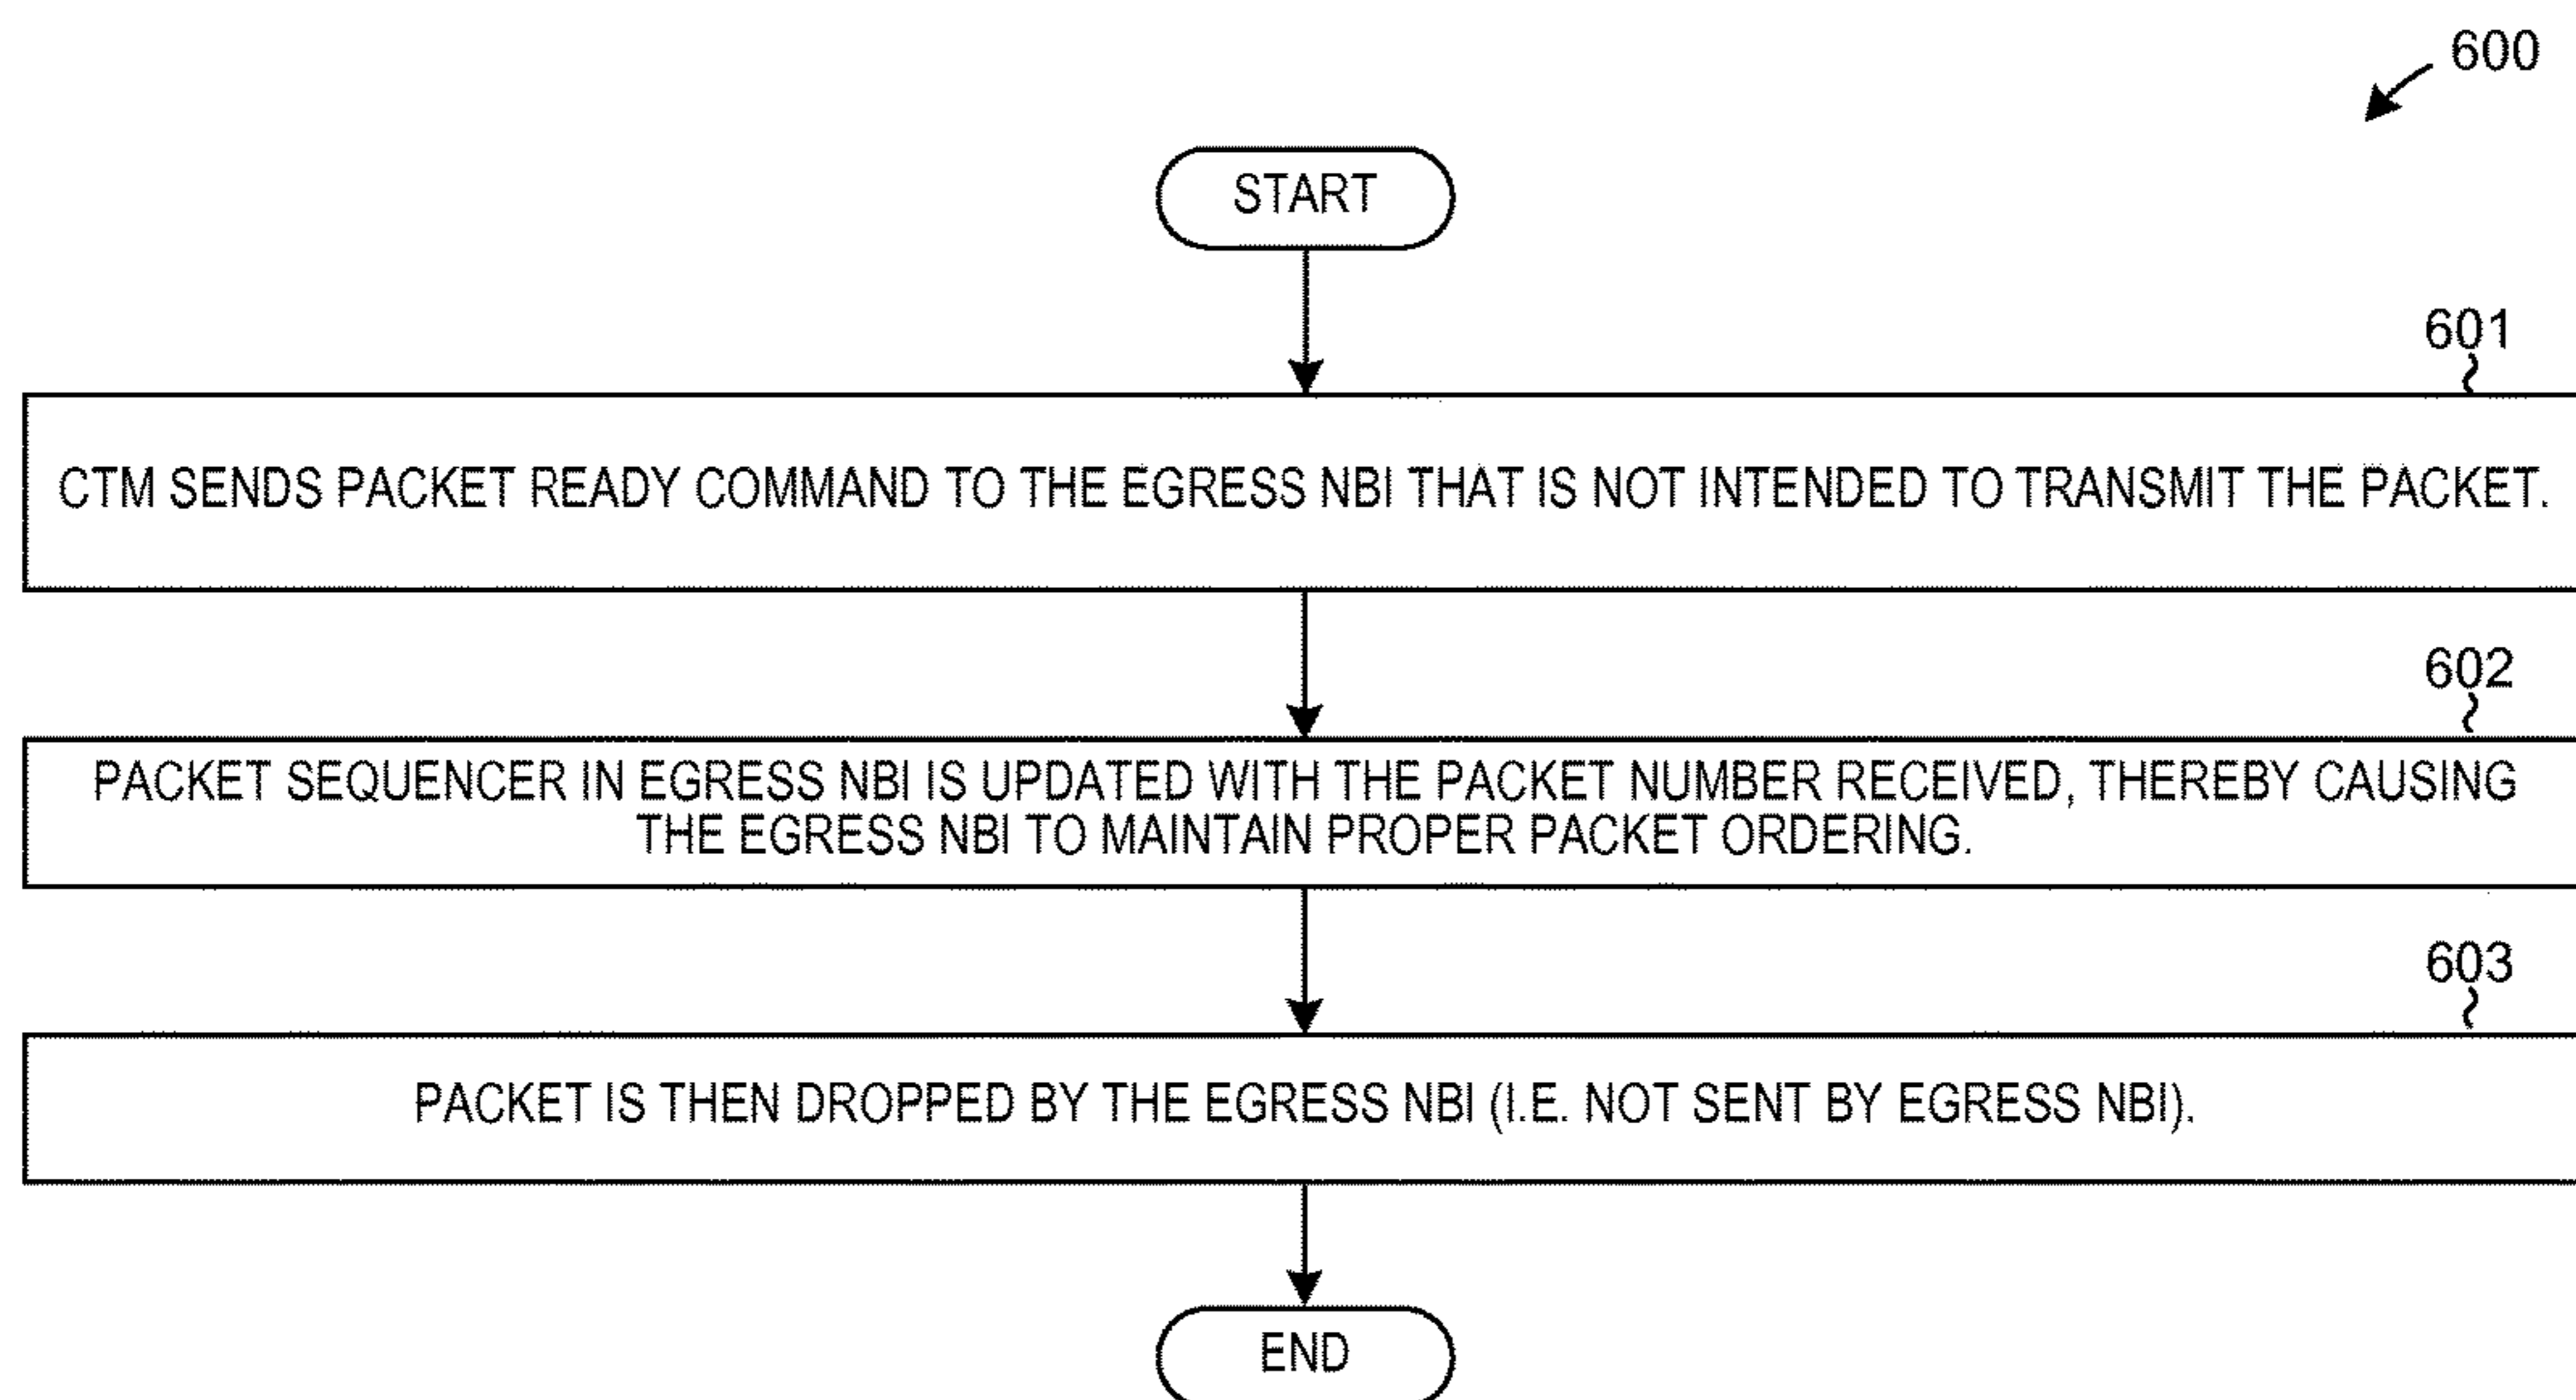 600
START
601
CTM SENDS PACKET READY COMMAND TO THE EGRESS NBI THAT IS NOT INTENDED TO TRANSMIT THE PACKET.
602
PACKET SEQUENCER IN EGRESS NBI IS UPDATED WITH THE PACKET NUMBER RECEIVED, THEREBY CAUSING
THE EGRESS NBI TO MAINTAIN PROPER PACKET ORDERING.
603
PACKET IS THEN DROPPED BY THE EGRESS NBI (I.E. NOT SENT BY EGRESS NBI).
END